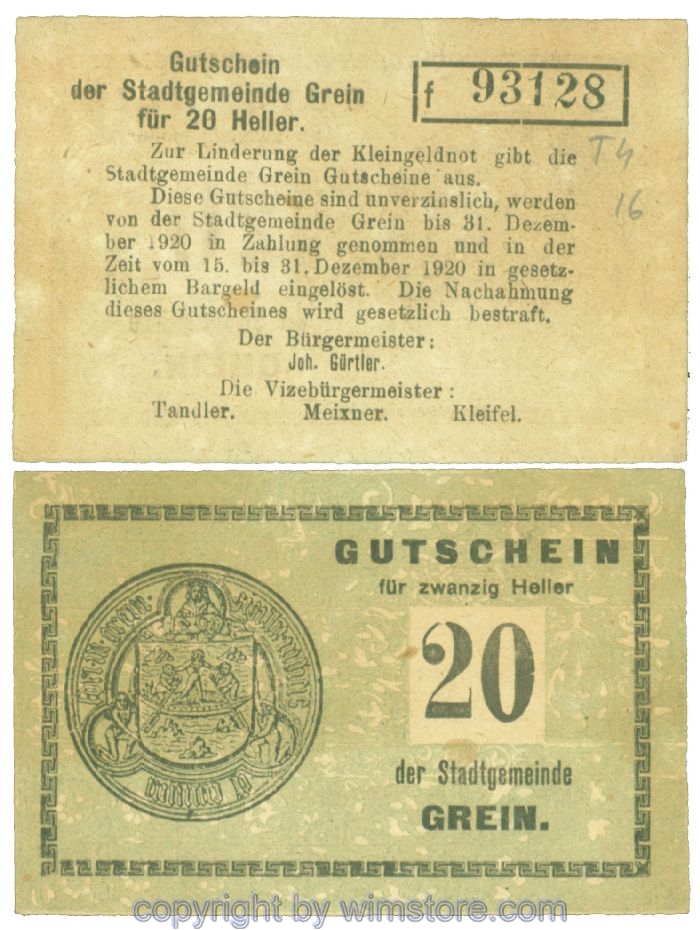 Gutschein
der Stadtgemeinde Grein
für 20 Heller.
f 93128
Zur Linderung der Kleingeldnot gibt die
Stadtgemeinde Grein Gutscheine aus.
Diese Gutscheine sind unverzinslich, werden
von der Stadtgemeinde Grein bis 31. Dezem-
ber 1920 in Zahlung genommen und in der
Zeit vom 15. bis 31. Dezember 1920 in gesetz-
lichem Bargeld eingelöst. Die Nachahmung
dieses Gutscheines wird gesetzlich bestraft.
T4
16
Der Bürgermeister:
Joh. Gürtler.
Die Vizebürgermeister:
Tandler. Meixner. Kleifel.
GUTSCHEIN
für zwanzig Heller
20
der Stadtgemeinde
GREIN.
copyright by wimstore.com